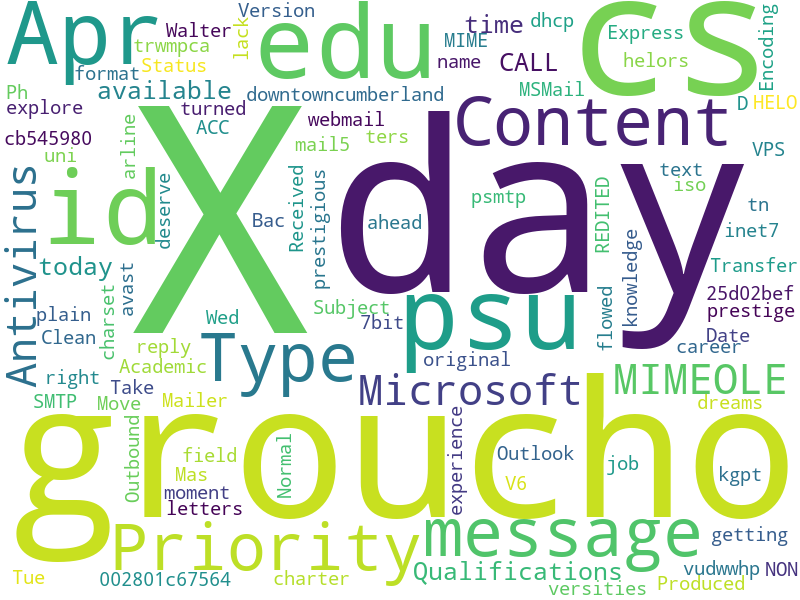 Apr
Walter
Version
trwmpca
lack
edu
time
dhcp
MIME
name
CALL
Express
helors
cs
Encoding
format
Status
Ph
available
downtowncumberland
MSMail
D
HELO
explore
turned
ACC
webmail
mail5
ters
Content
cb545980
uni
arline
X
day
VPS
text
iso
id
deserve
Received
prestigious
Bac
ahead
psmtp
REDITED
tn
inet7
Antivirus
today
avast
charset
knowledge
flowed
Transfer
plain
Clean
Wed
Subject
7bit
psu
25d02bef
prestige
Date
career
reply
Academic
Type
original
right
Take
Microsoft
MIMEOLE
SMTP
Move
Mailer
dreams
groucho
Outbound
field
Mas
moment
letters
Normal
experience
Outlook
V6
job
kgpt
Priority
message
getting
Tue
002801c67564
charter
Qualifications
versities
vudwwhp
Produced
NON